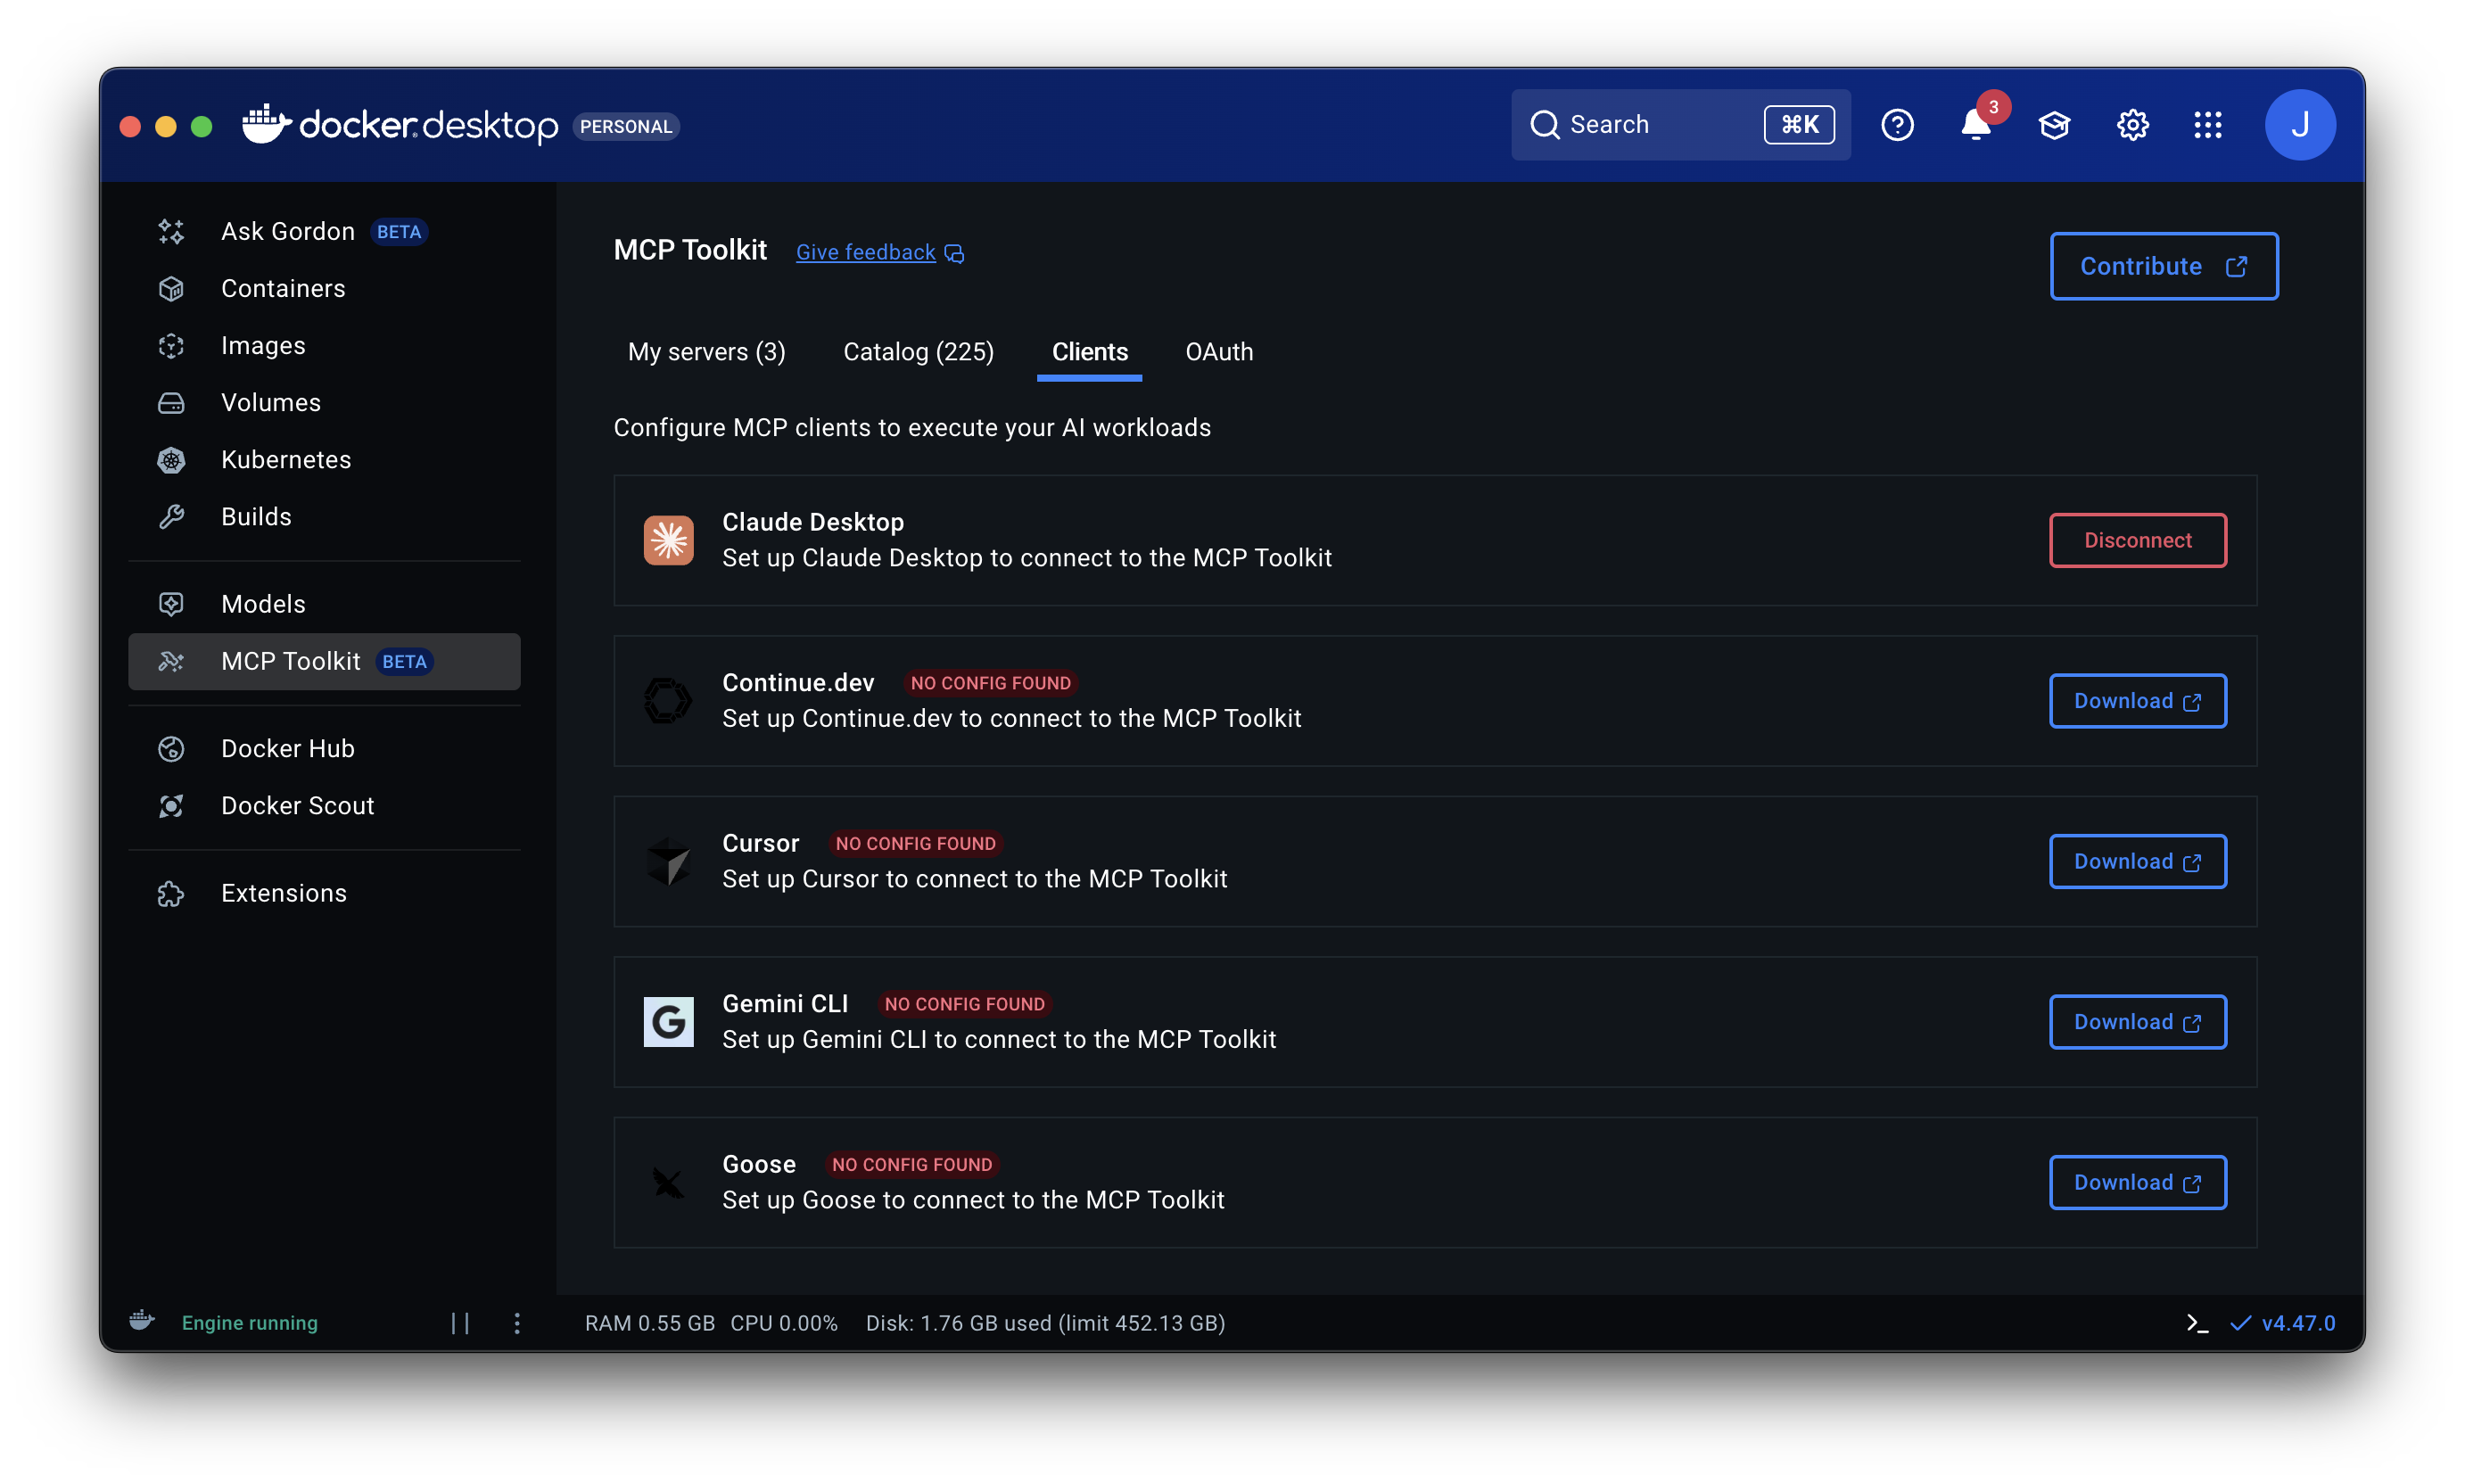 docker desktop PERSONAL
Search ⌘K
3
J
Ask Gordon BETA
Containers
Images
Volumes
Kubernetes
Builds
Models
MCP Toolkit BETA
Docker Hub
Docker Scout
Extensions
MCP Toolkit Give feedback
Contribute
My servers (3) Catalog (225) Clients OAuth
Configure MCP clients to execute your AI workloads
Claude Desktop
Set up Claude Desktop to connect to the MCP Toolkit
Disconnect
Continue.dev NO CONFIG FOUND
Set up Continue.dev to connect to the MCP Toolkit
Download
Cursor NO CONFIG FOUND
Set up Cursor to connect to the MCP Toolkit
Download
G
Gemini CLI NO CONFIG FOUND
Set up Gemini CLI to connect to the MCP Toolkit
Download
Goose NO CONFIG FOUND
Set up Goose to connect to the MCP Toolkit
Download
Engine running
RAM 0.55 GB CPU 0.00% Disk: 1.76 GB used (limit 452.13 GB)
v4.47.0